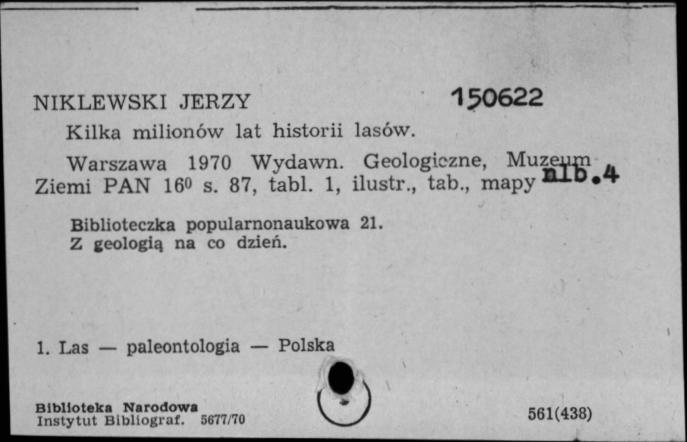 NIKLEWSKI JERZY 150622
Kilka milionów lat historii lasów.
Warszawa 1970 Wydawn. Geologiczne, Muzeum
Ziemi PAN 16⁰ s. 87, tabl. 1, ilustr., tab., mapy nlb.4
Biblioteczka popularnonaukowa 21.
Z geologią na co dzień.
1. Las — paleontologia — Polska
Biblioteka Narodowa
Instytut Bibliograf. 5677/70 561(438)